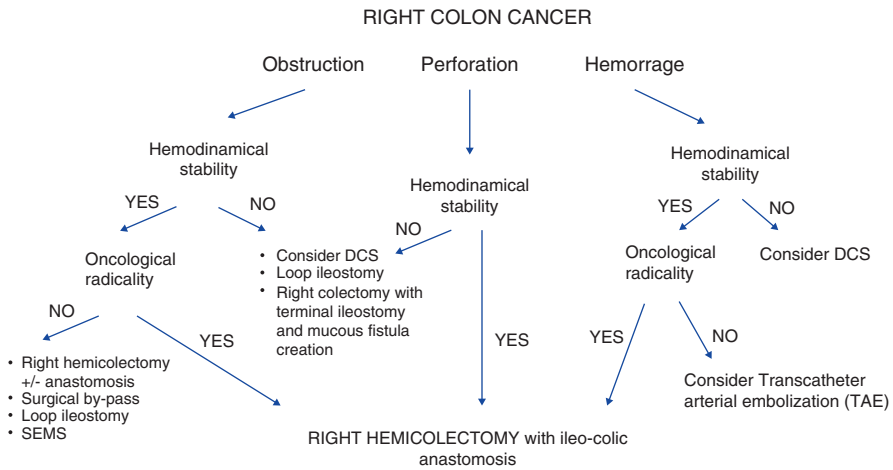 RIGHT COLON CANCER
Obstruction
Perforation
Hemorrage
Hemodinamical
stability
YES
NO
Oncological
radicality
NO
YES
• Right hemicolectomy
+/- anastomosis
• Surgical by-pass
• Loop ileostomy
• SEMS
Hemodinamical
stability
NO
YES
• Consider DCS
• Loop ileostomy
• Right colectomy with
terminal ileostomy
and mucous fistula
creation
Hemodinamical
stability
YES
NO
Oncological
radicality
Consider DCS
YES
NO
Consider Transcatheter
arterial embolization (TAE)
RIGHT HEMICOLECTOMY with ileo-colic
anastomosis